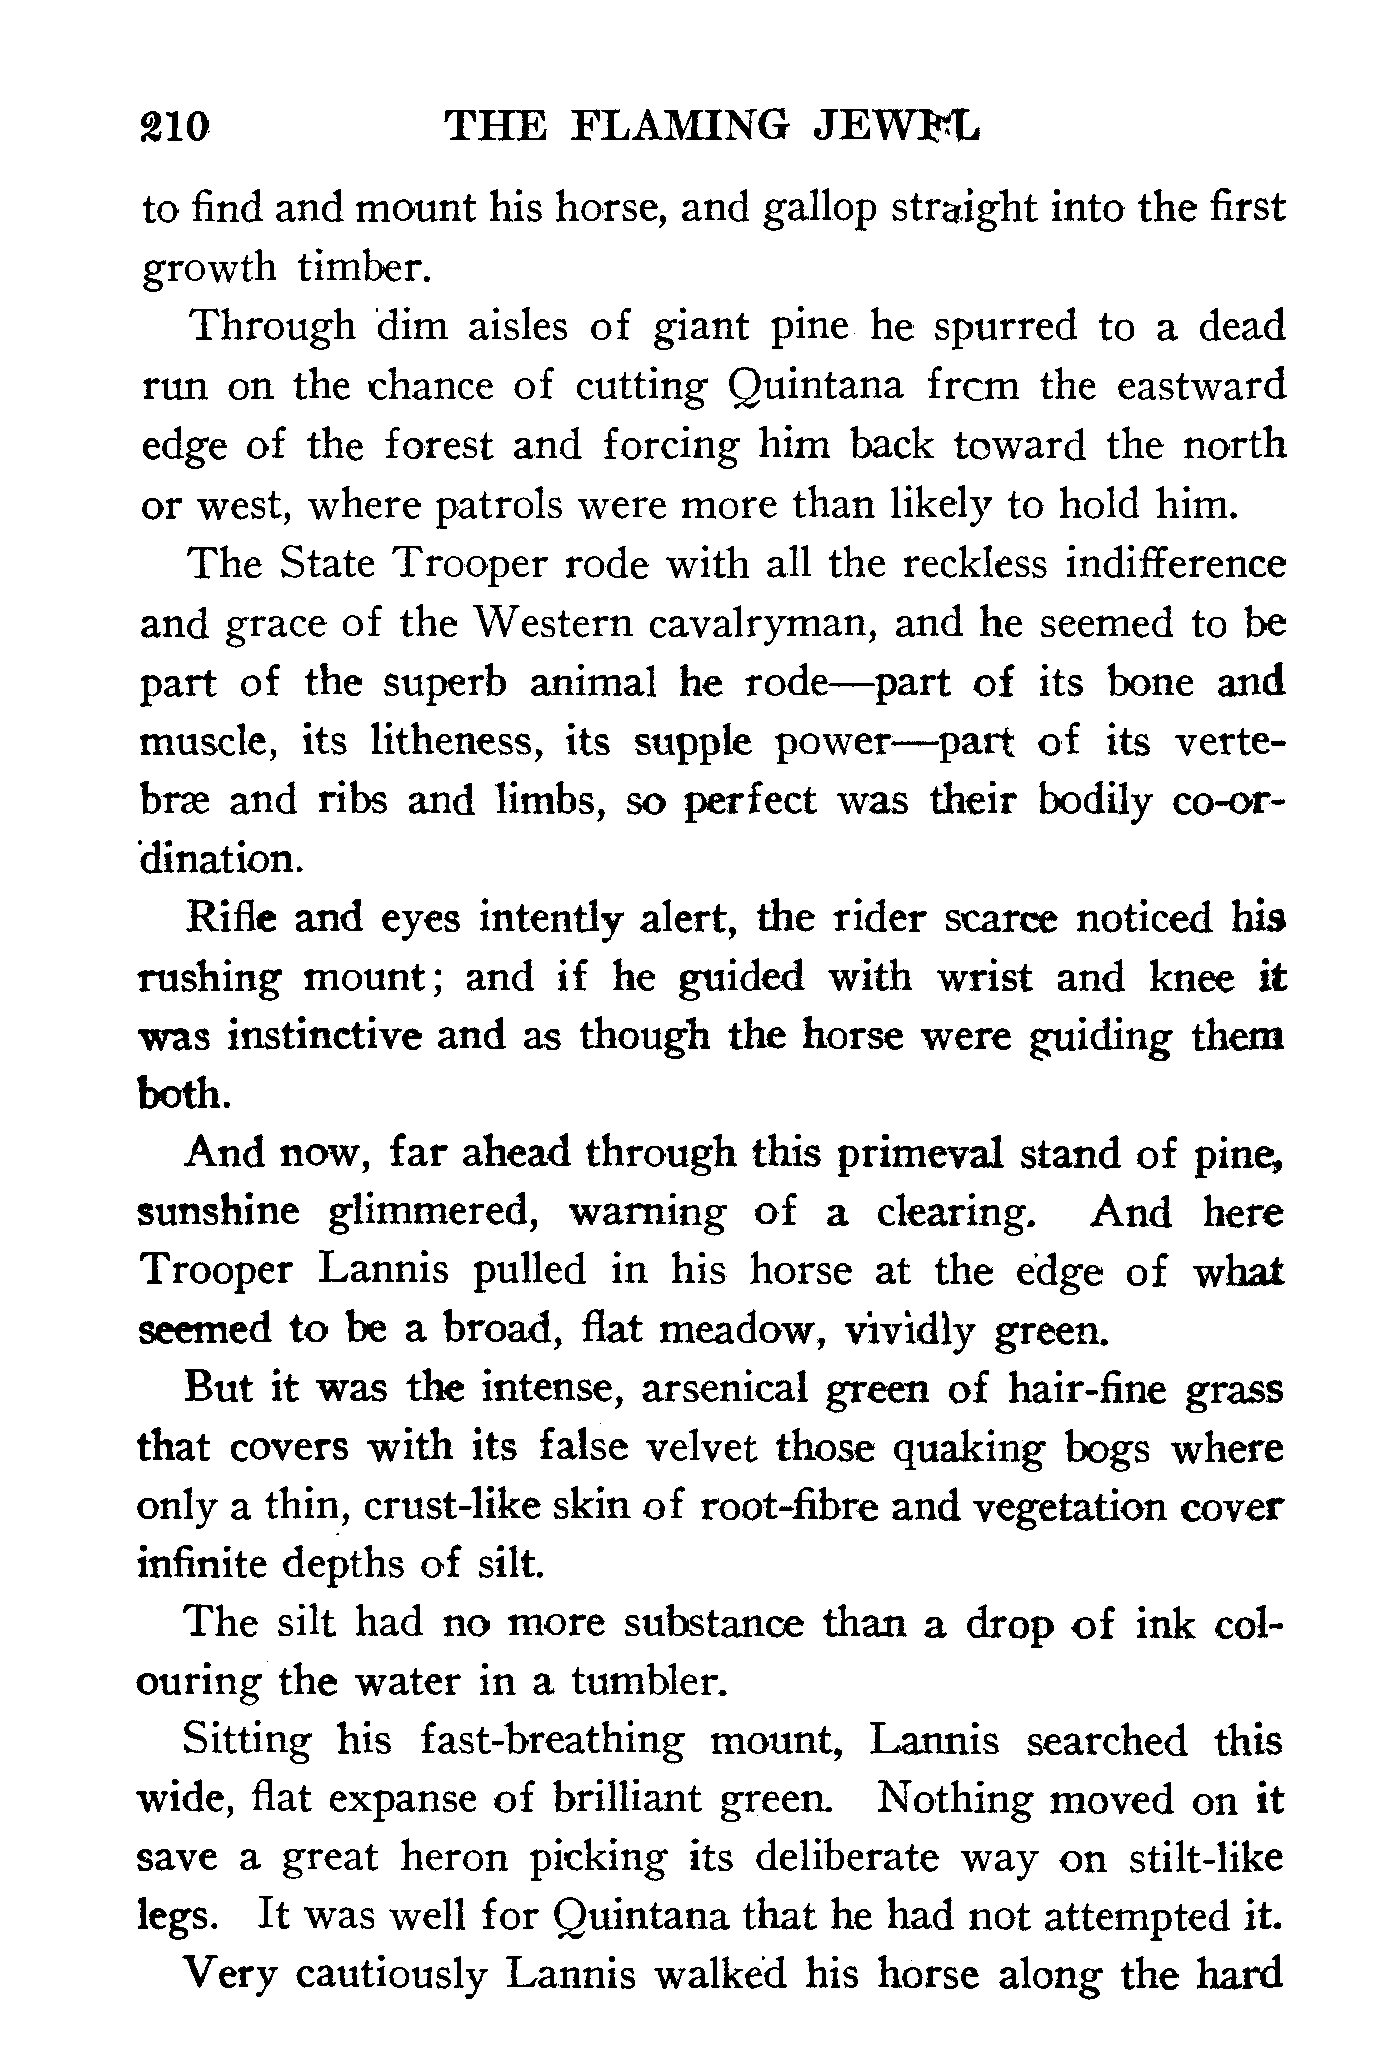 210 THE FLAMING JEWEL
to find and mount his horse, and gallop straight into the first
growth timber.
Through dim aisles of giant pine he spurred to a dead
run on the chance of cutting Quintana from the eastward
edge of the forest and forcing him back toward the north
or west, where patrols were more than likely to hold him.
The State Trooper rode with all the reckless indifference
and grace of the Western cavalryman, and he seemed to be
part of the superb animal he rode—part of its bone and
muscle, its litheness, its supple power—part of its verte-
bræ and ribs and limbs, so perfect was their bodily co-or-
dination.
Rifle and eyes intently alert, the rider scarce noticed his
rushing mount; and if he guided with wrist and knee it
was instinctive and as though the horse were guiding them
both.
And now, far ahead through this primeval stand of pine,
sunshine glimmered, warning of a clearing. And here
Trooper Lannis pulled in his horse at the edge of what
seemed to be a broad, flat meadow, vividly green.
But it was the intense, arsenical green of hair-fine grass
that covers with its false velvet those quaking bogs where
only a thin, crust-like skin of root-fibre and vegetation cover
infinite depths of silt.
The silt had no more substance than a drop of ink col-
ouring the water in a tumbler.
Sitting his fast-breathing mount, Lannis searched this
wide, flat expanse of brilliant green. Nothing moved on it
save a great heron picking its deliberate way on stilt-like
legs. It was well for Quintana that he had not attempted it.
Very cautiously Lannis walked his horse along the hard